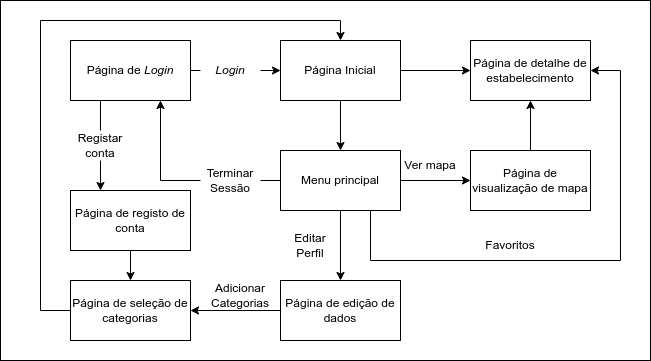 Página de Login
Login
Página Inicial
Página de detalhe de
estabelecimento
Registar
conta
Terminar
Sessão
Menu principal
Ver mapa
Página de
visualização de mapa
Página de registo de
conta
Editar
Perfil
Favoritos
Página de seleção de
categorias
Adicionar
Categorias
Página de edição de
dados